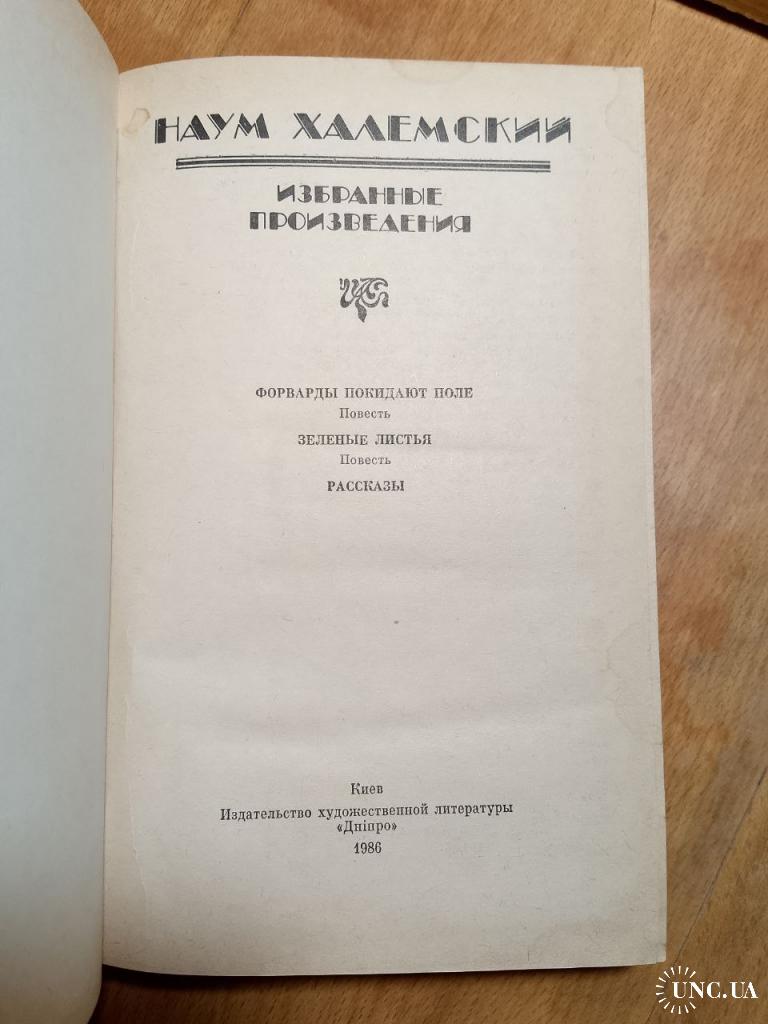 НАУМ ХАЛЕМСКИЙ
ИЗБРАННЫЕ
ПРОИЗВЕДЕНИЯ
ФОРВАРДЫ ПОКИДАЮТ ПОЛЕ
Повесть
ЗЕЛЕНЫЕ ЛИСТЬЯ
Повесть
РАССКАЗЫ
Киев
Издательство художественной литературы
«Дніпро»
1986
UNC.UA